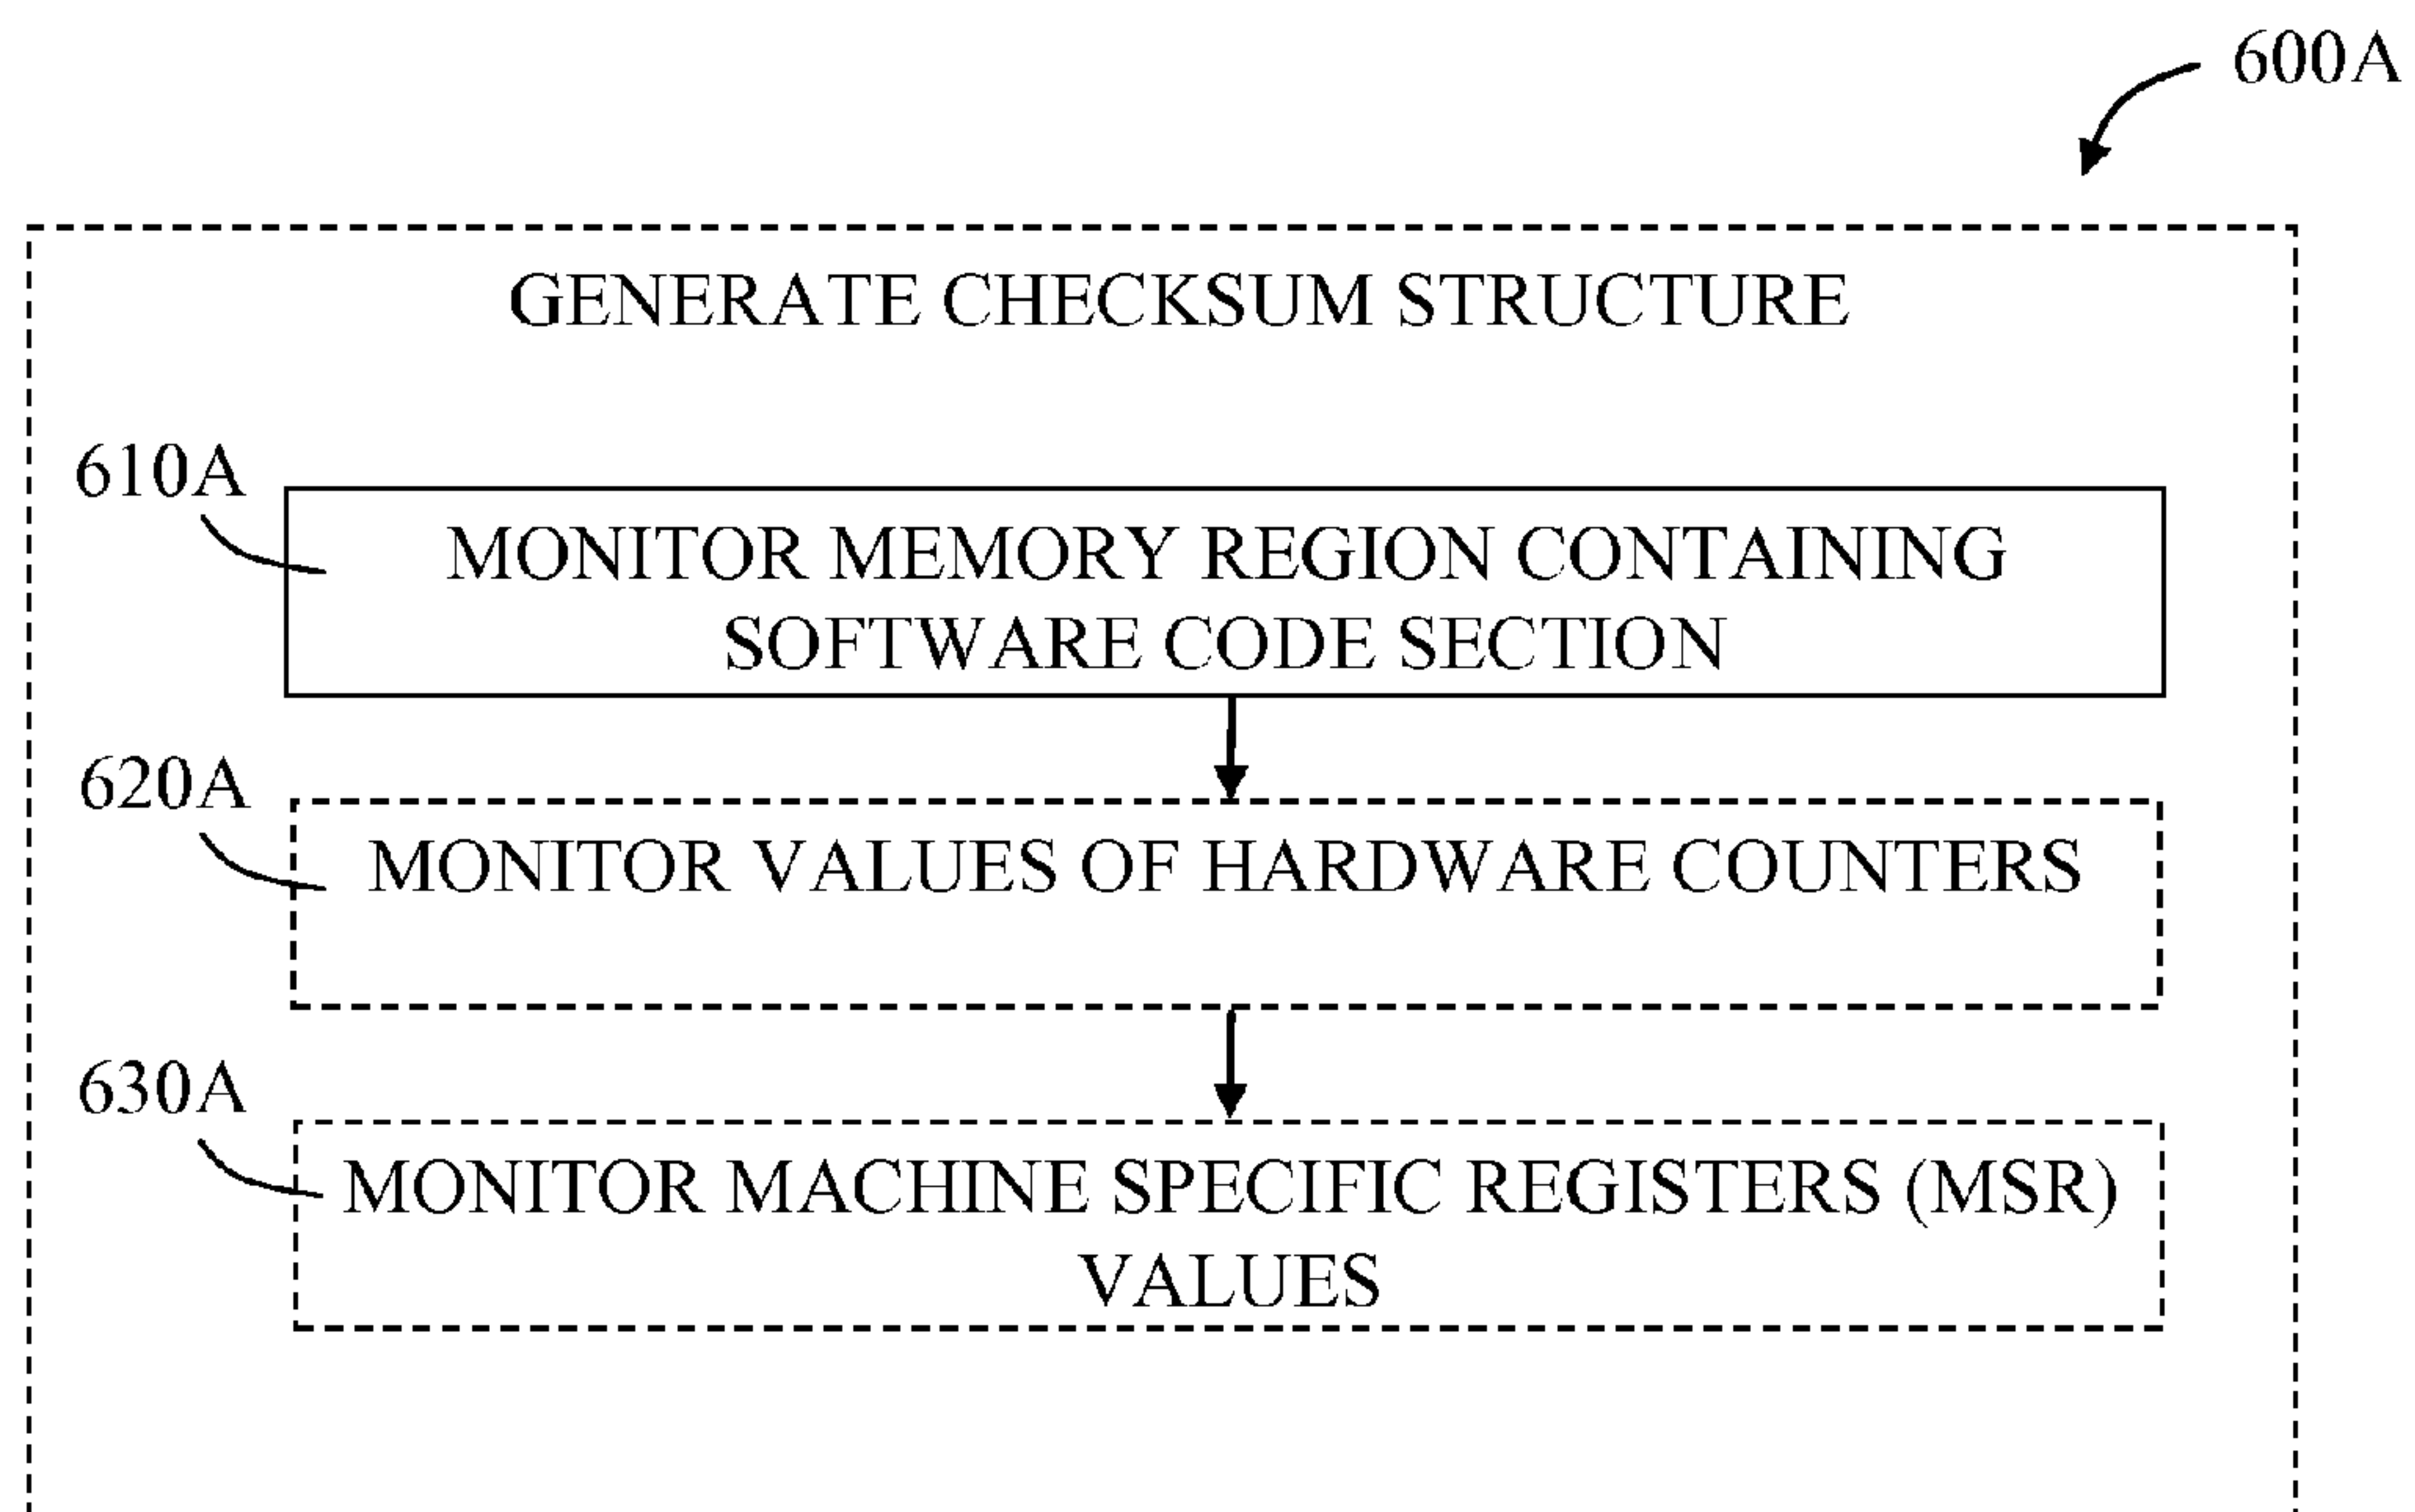 600A
GENERATE CHECKSUM STRUCTURE
610A
MONITOR MEMORY REGION CONTAINING
SOFTWARE CODE SECTION
620A
MONITOR VALUES OF HARDWARE COUNTERS
630A
MONITOR MACHINE SPECIFIC REGISTERS (MSR)
VALUES